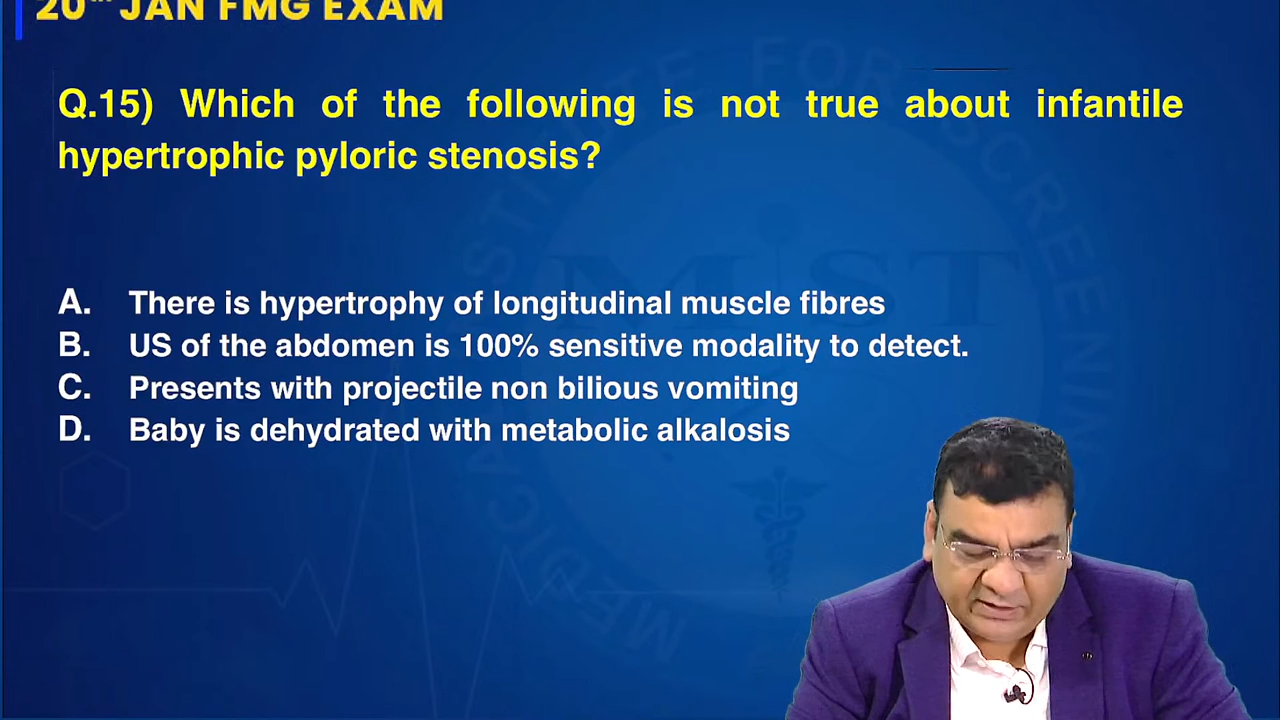 20th JAN FMG EXAM
Q.15) Which of the following is not true about infantile
hypertrophic pyloric stenosis?
A. There is hypertrophy of longitudinal muscle fibres
B. US of the abdomen is 100% sensitive modality to detect.
C. Presents with projectile non bilious vomiting
D. Baby is dehydrated with metabolic alkalosis
MIST